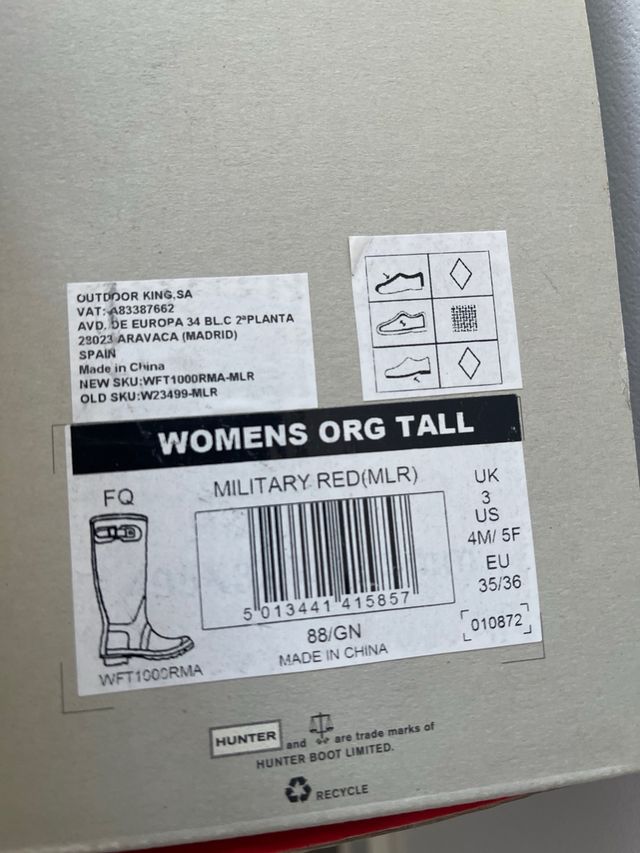 OUTDOOR KING.SA
VAT: A83387662
AVD. DE EUROPA 34 BL.C 2ªPLANTA
28023 ARAVACA (MADRID)
SPAIN
Made in China
NEW SKU:WFT1000RMA-MLR
OLD SKU:W23499-MLR
WOMENS ORG TALL
FQ
MILITARY RED(MLR)
UK
3
US
4M/ 5F
EU
35/36
5 013441 415857
88/GN
MADE IN CHINA
010872
WFT1000RMA
HUNTER and are trade marks of
HUNTER BOOT LIMITED.
RECYCLE